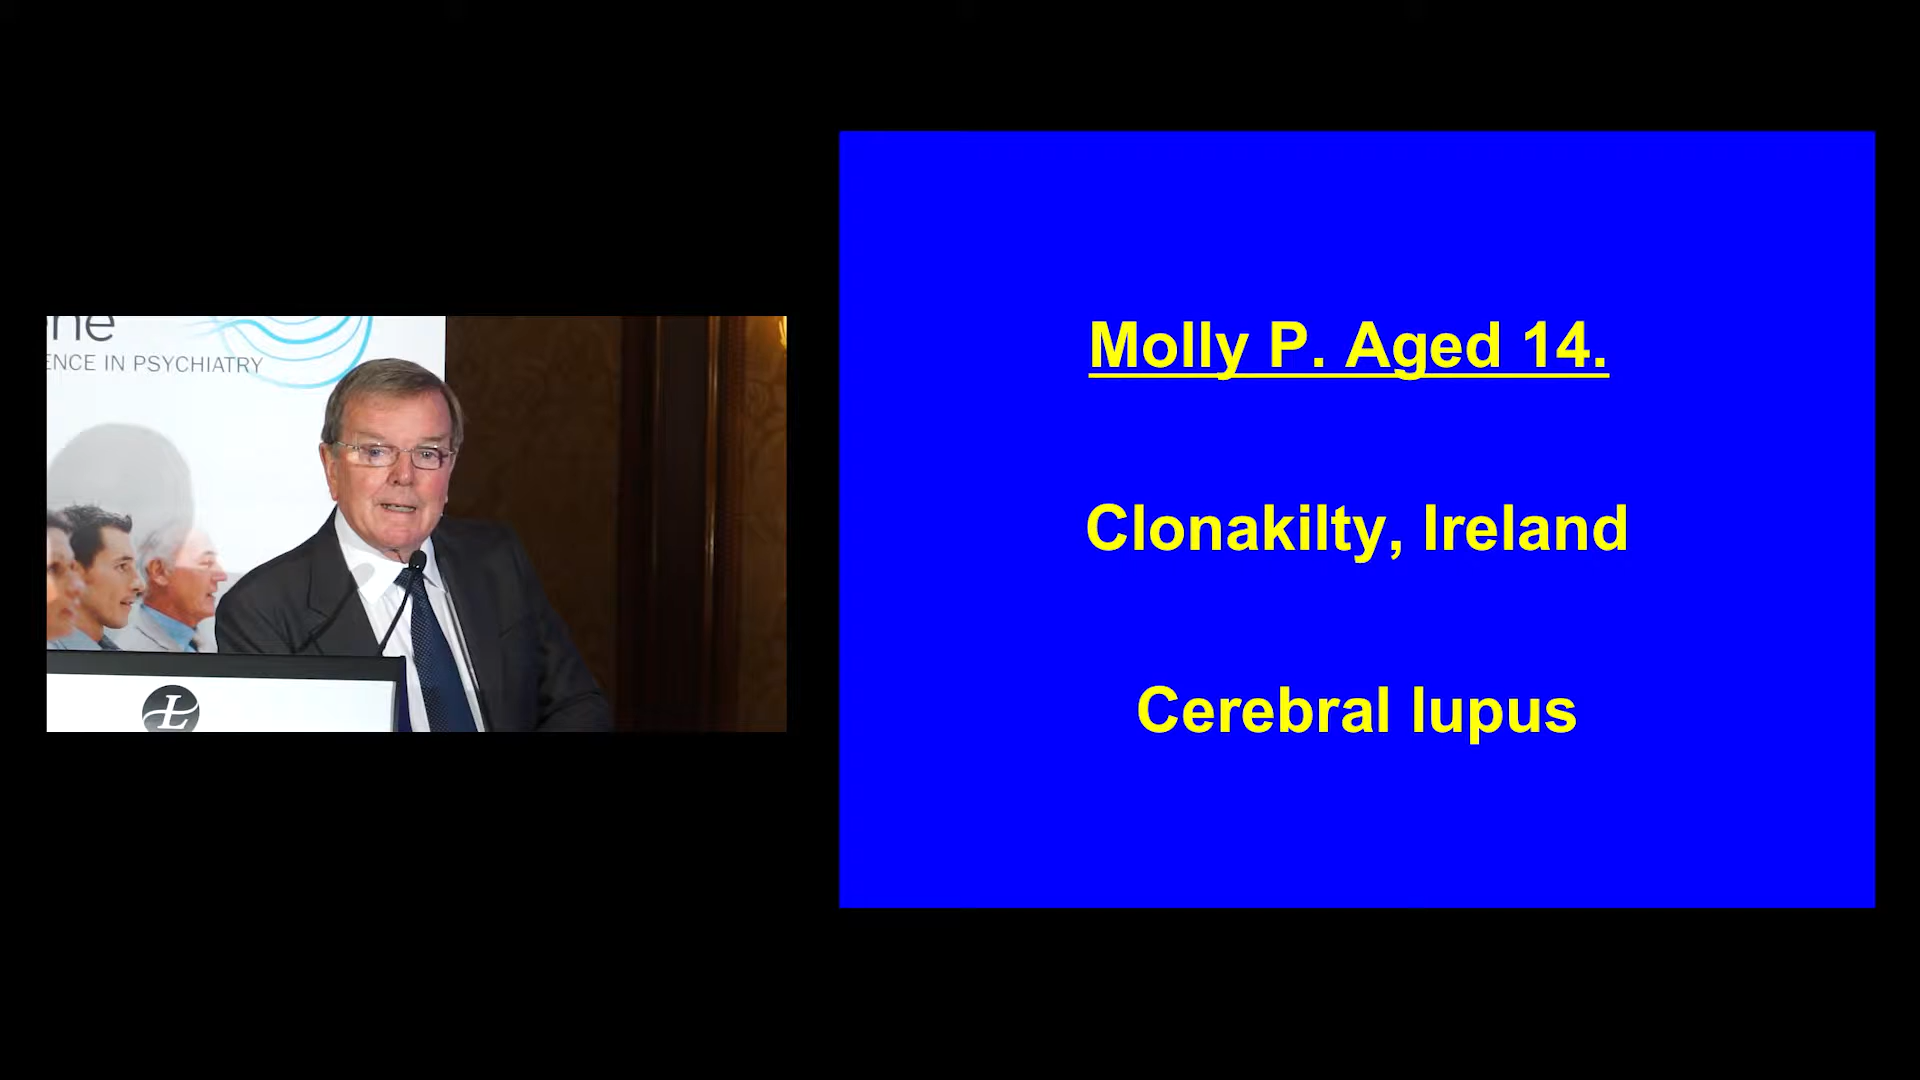 ENCE IN PSYCHIATRY
L
Molly P. Aged 14.
Clonakilty, Ireland
Cerebral lupus